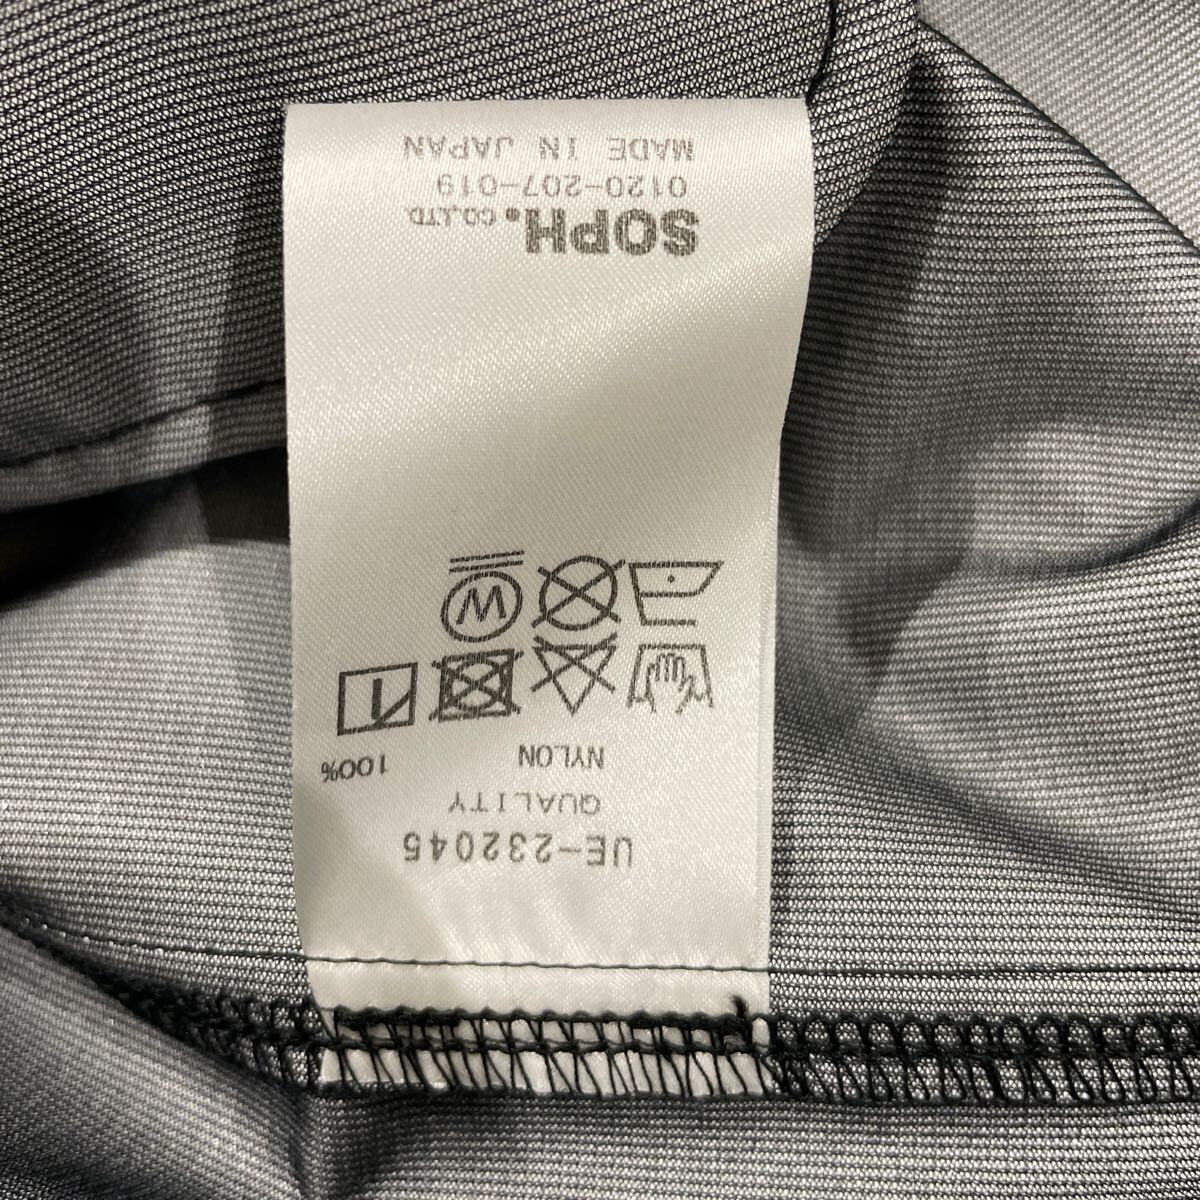 UE-232045
QUALITY
NYLON 100%
W
SOPH. CO.,LTD.
0120-207-019
MADE IN JAPAN